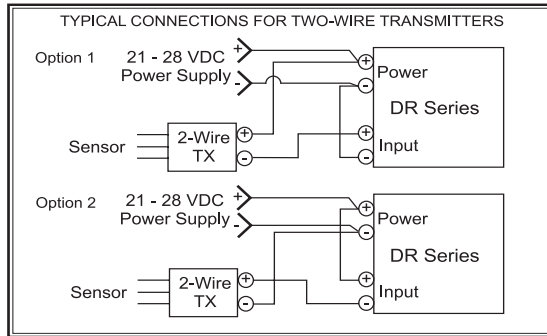 TYPICAL CONNECTIONS FOR TWO-WIRE TRANSMITTERS
Option 1
21 - 28 VDC
Power Supply
+
-
+
-
Power
DR Series
Sensor
2-Wire
TX
+
-
+
-
Input
Option 2
21 - 28 VDC
Power Supply
+
-
+
-
Power
DR Series
Sensor
2-Wire
TX
+
-
+
-
Input